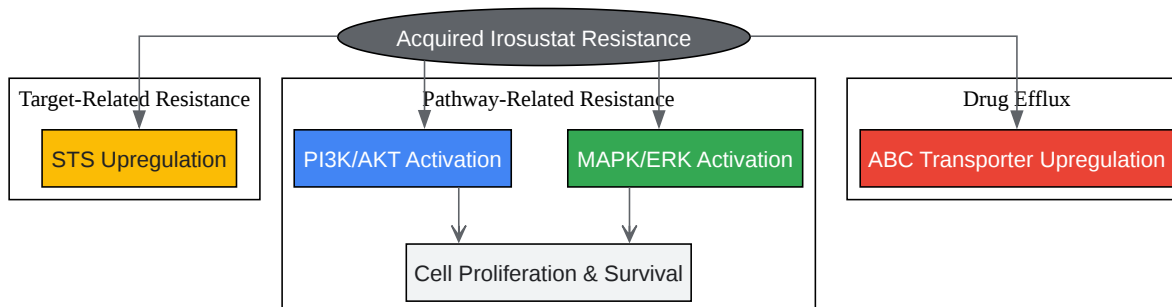 Acquired Irosustat Resistance
Target-Related Resistance
Pathway-Related Resistance
Drug Efflux
STS Upregulation
PI3K/AKT Activation
MAPK/ERK Activation
ABC Transporter Upregulation
Cell Proliferation & Survival